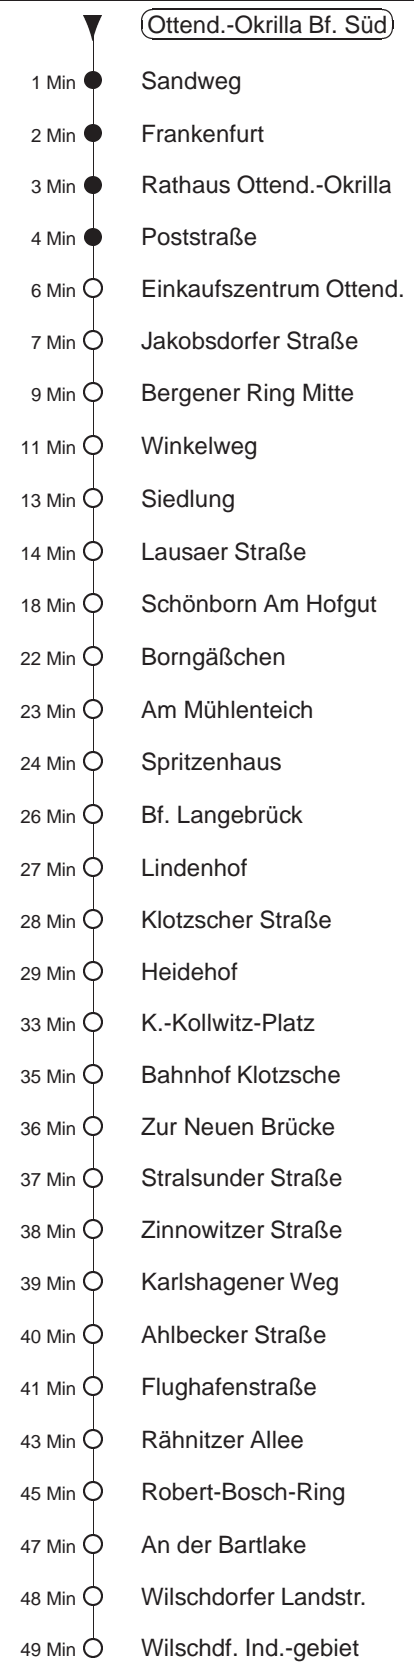 Ottend.-Okrilla Bf. Süd
1 Min Sandweg
2 Min Frankenfurt
3 Min Rathaus Ottend.-Okrilla
4 Min Poststraße
6 Min Einkaufszentrum Ottend.
7 Min Jakobsdorfer Straße
9 Min Bergener Ring Mitte
11 Min Winkelweg
13 Min Siedlung
14 Min Lausaer Straße
18 Min Schönborn Am Hofgut
22 Min Borngäßchen
23 Min Am Mühlenteich
24 Min Spritzenhaus
26 Min Bf. Langebrück
27 Min Lindenhof
28 Min Klotzscher Straße
29 Min Heidehof
33 Min K.-Kollwitz-Platz
35 Min Bahnhof Klotzsche
36 Min Zur Neuen Brücke
37 Min Stralsunder Straße
38 Min Zinnowitzer Straße
39 Min Karlshagener Weg
40 Min Ahlbecker Straße
41 Min Flughafenstraße
43 Min Rähnitzer Allee
45 Min Robert-Bosch-Ring
47 Min An der Bartlake
48 Min Wilschdorfer Landstr.
49 Min Wilschdf. Ind.-gebiet